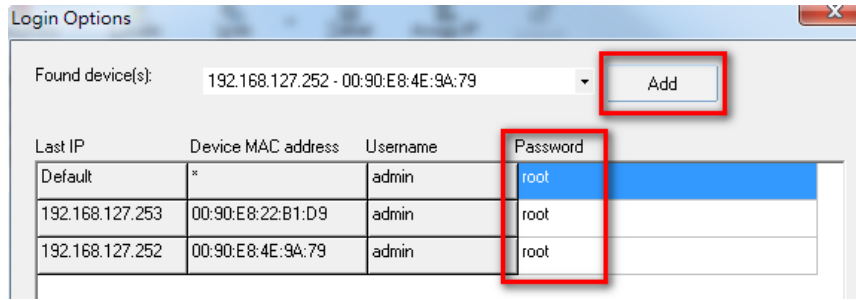 Login Options
Found device(s): 192.168.127.252 - 00:90:E8:4E:9A:79 Add
Last IP Device MAC address Username Password
Default * admin root
192.168.127.253 00:90:E8:22:B1:D9 admin root
192.168.127.252 00:90:E8:4E:9A:79 admin root